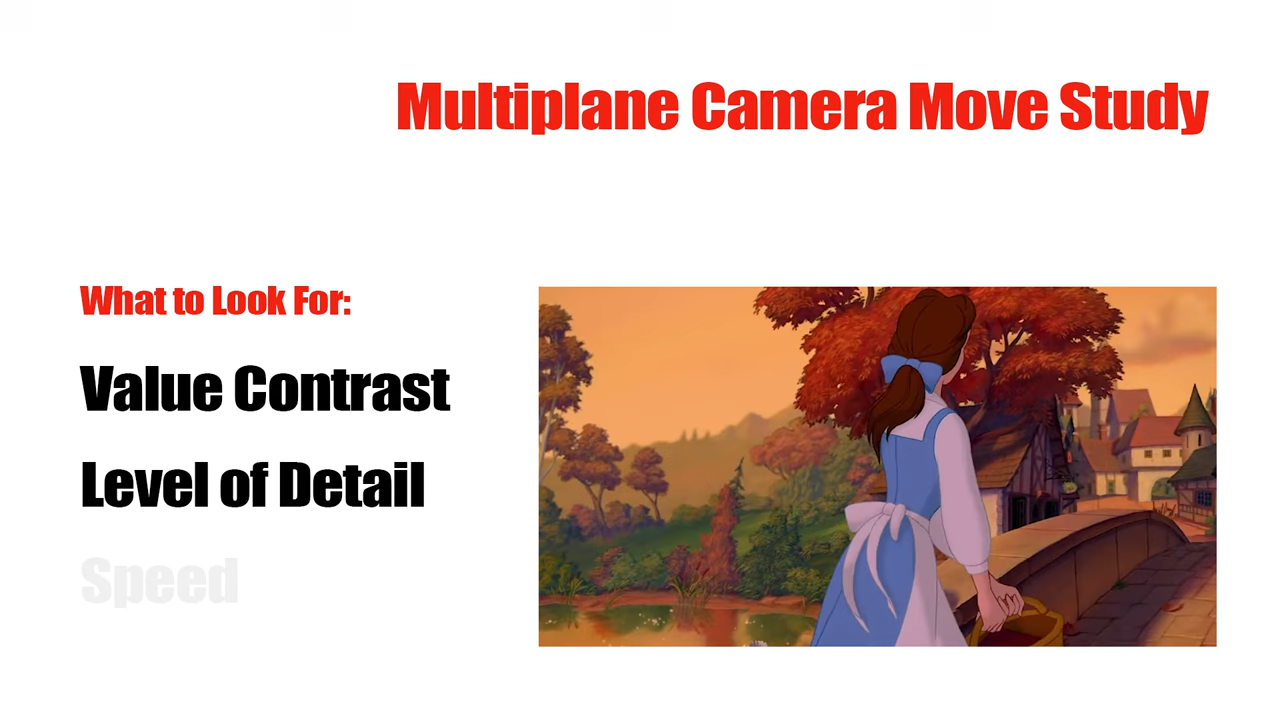 Multiplane Camera Move Study
What to Look For:
Value Contrast
Level of Detail
Speed